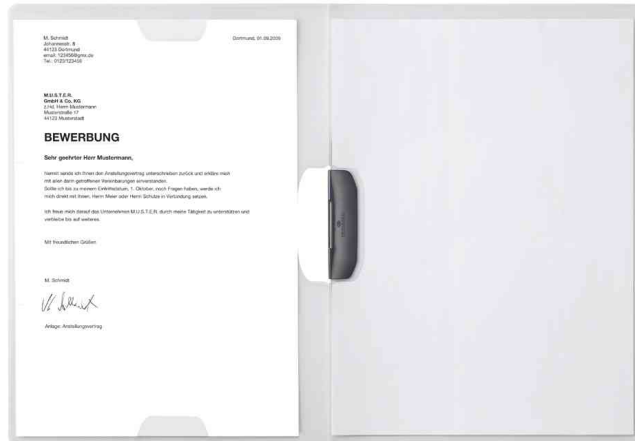 M. Schmidt
Johannesstr. 8
44123 Dortmund
email: 123456@gmx.de
Tel.: 0123/123456
Dortmund, 01.09.2009
M.U.S.T.E.R.
GmbH & Co. KG
z.Hd. Herrn Mustermann
Musterstraße 17
44123 Musterstadt
BEWERBUNG
Sehr geehrter Herr Mustermann,
hiermit sende ich Ihnen den Anstellungsvertrag unterschrieben zurück und erkläre mich
mit allen darin getroffenen Vereinbarungen einverstanden.
Sollte ich bis zu meinem Eintrittsdatum, 1. Oktober, noch Fragen haben, werde ich
mich direkt mit Ihnen, Herrn Meier oder Herrn Schulze in Verbindung setzen.
Ich freue mich darauf das Unternehmen M.U.S.T.E.R. durch meine Tätigkeit zu unterstützen und
verbleibe bis auf weiteres.
Mit freundlichen Grüßen
M. Schmidt
Anlage: Anstellungsvertrag